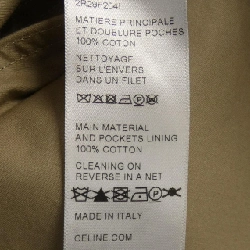 MATIERE PRINCIPALE
ET DOUBLURE POCHES
100% COTON
NETTOYAGE
SUR L'ENVERS
DANS UN FILET
MAIN MATERIAL
AND POCKETS LINING
100% COTTON
CLEANING ON
REVERSE IN A NET
MADE IN ITALY
CELINE.COM